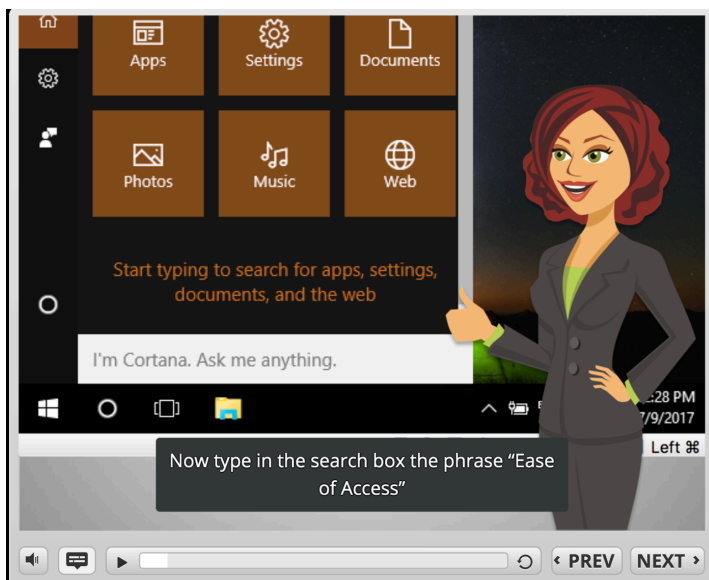 Apps Settings Documents
Photos Music Web
Start typing to search for apps, settings,
documents, and the web
I'm Cortana. Ask me anything.
:28 PM
/9/2017
Left ⌘
Now type in the search box the phrase “Ease
of Access”
‹ PREV NEXT ›